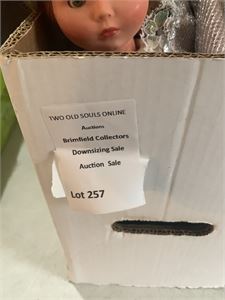 TWO OLD SOULS ONLINE
Auctions
Brimfield Collectors
Downsizing Sale
Auction Sale
Lot 257